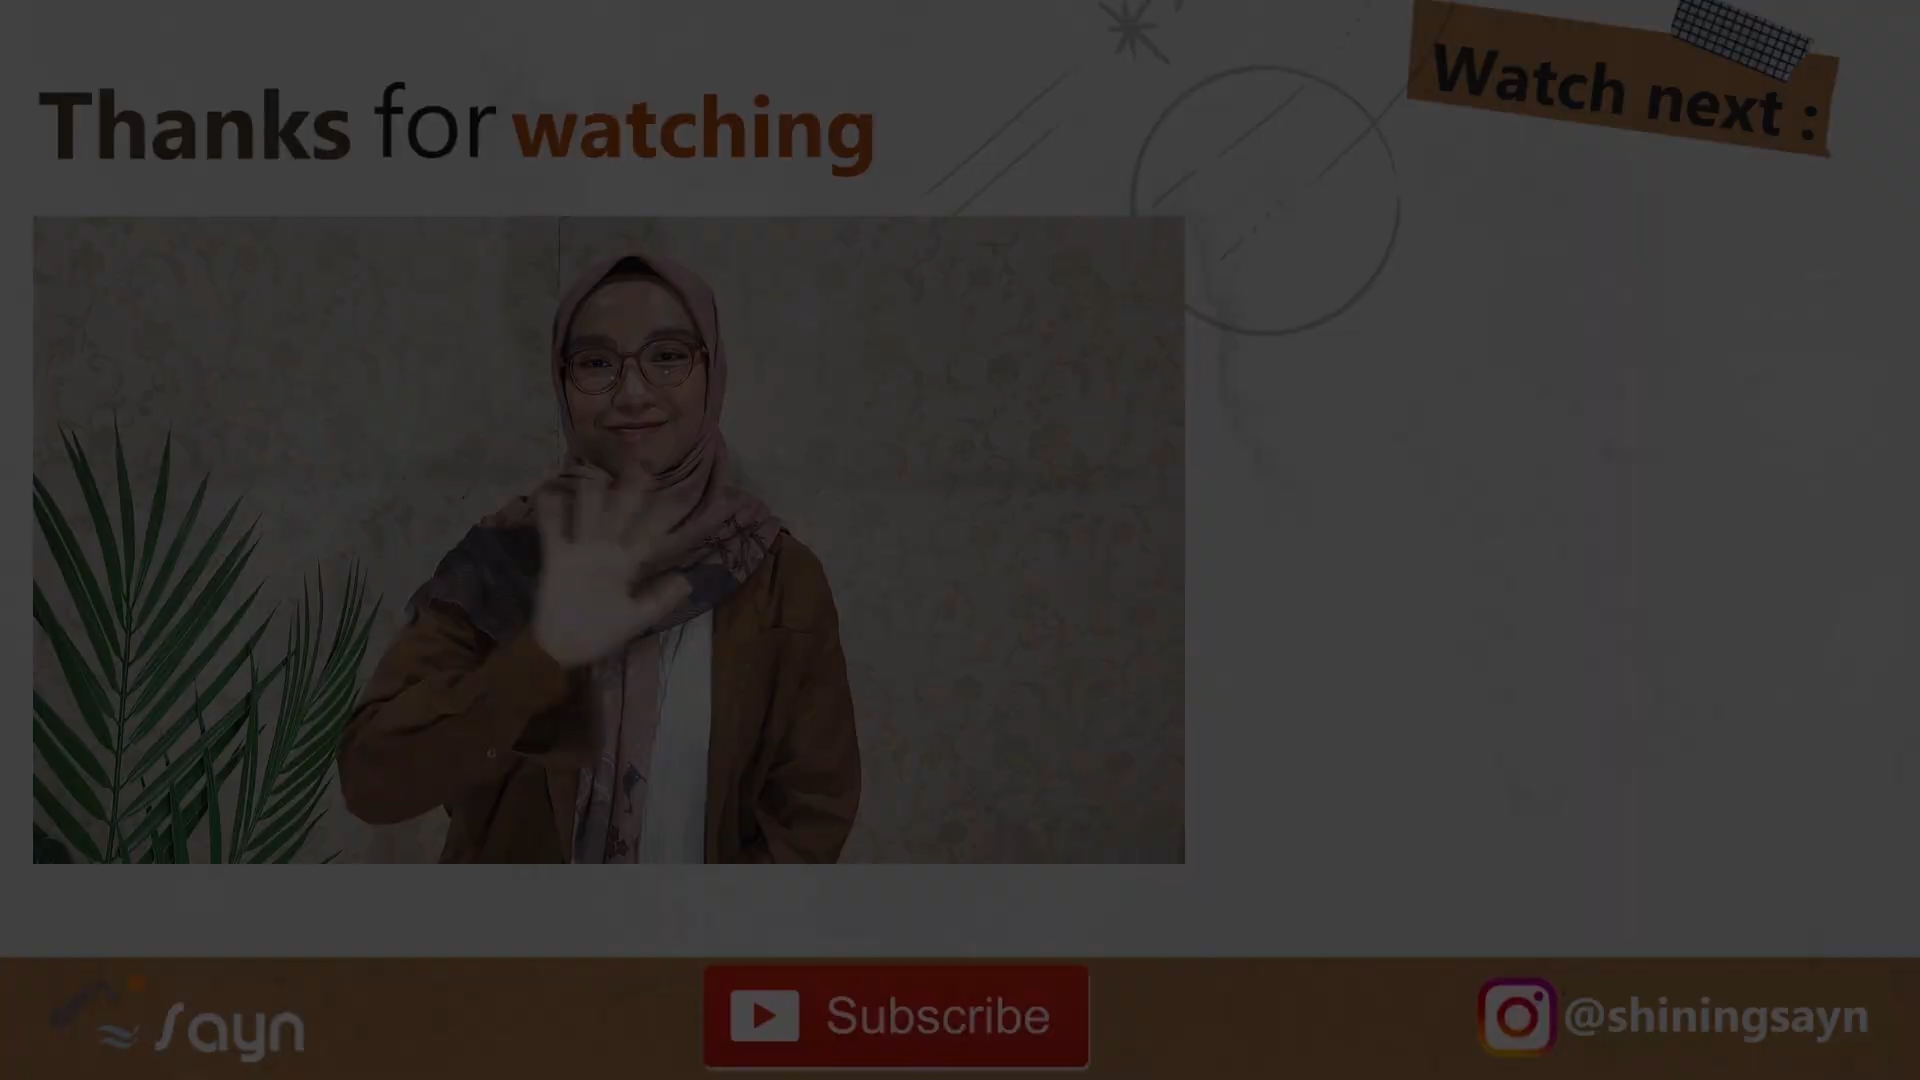 Thanks for watching
Watch next :
Sayn
Subscribe
@shiningsayn